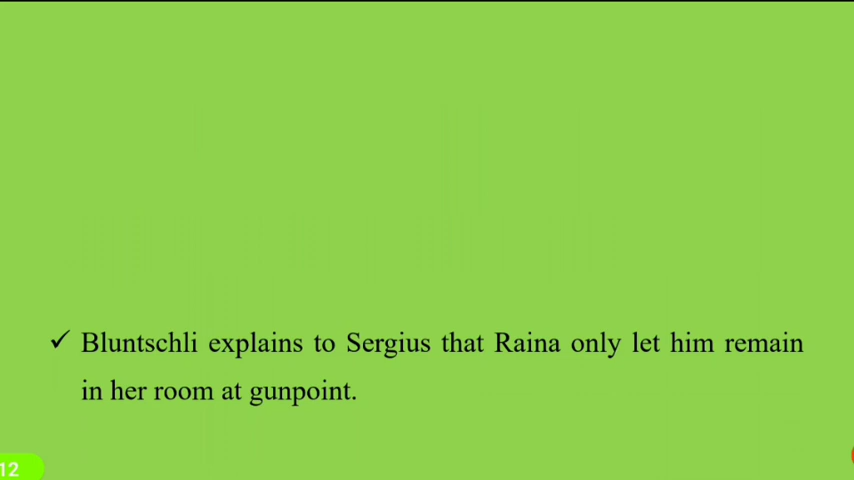 ✓ Bluntschli explains to Sergius that Raina only let him remain
in her room at gunpoint.
12